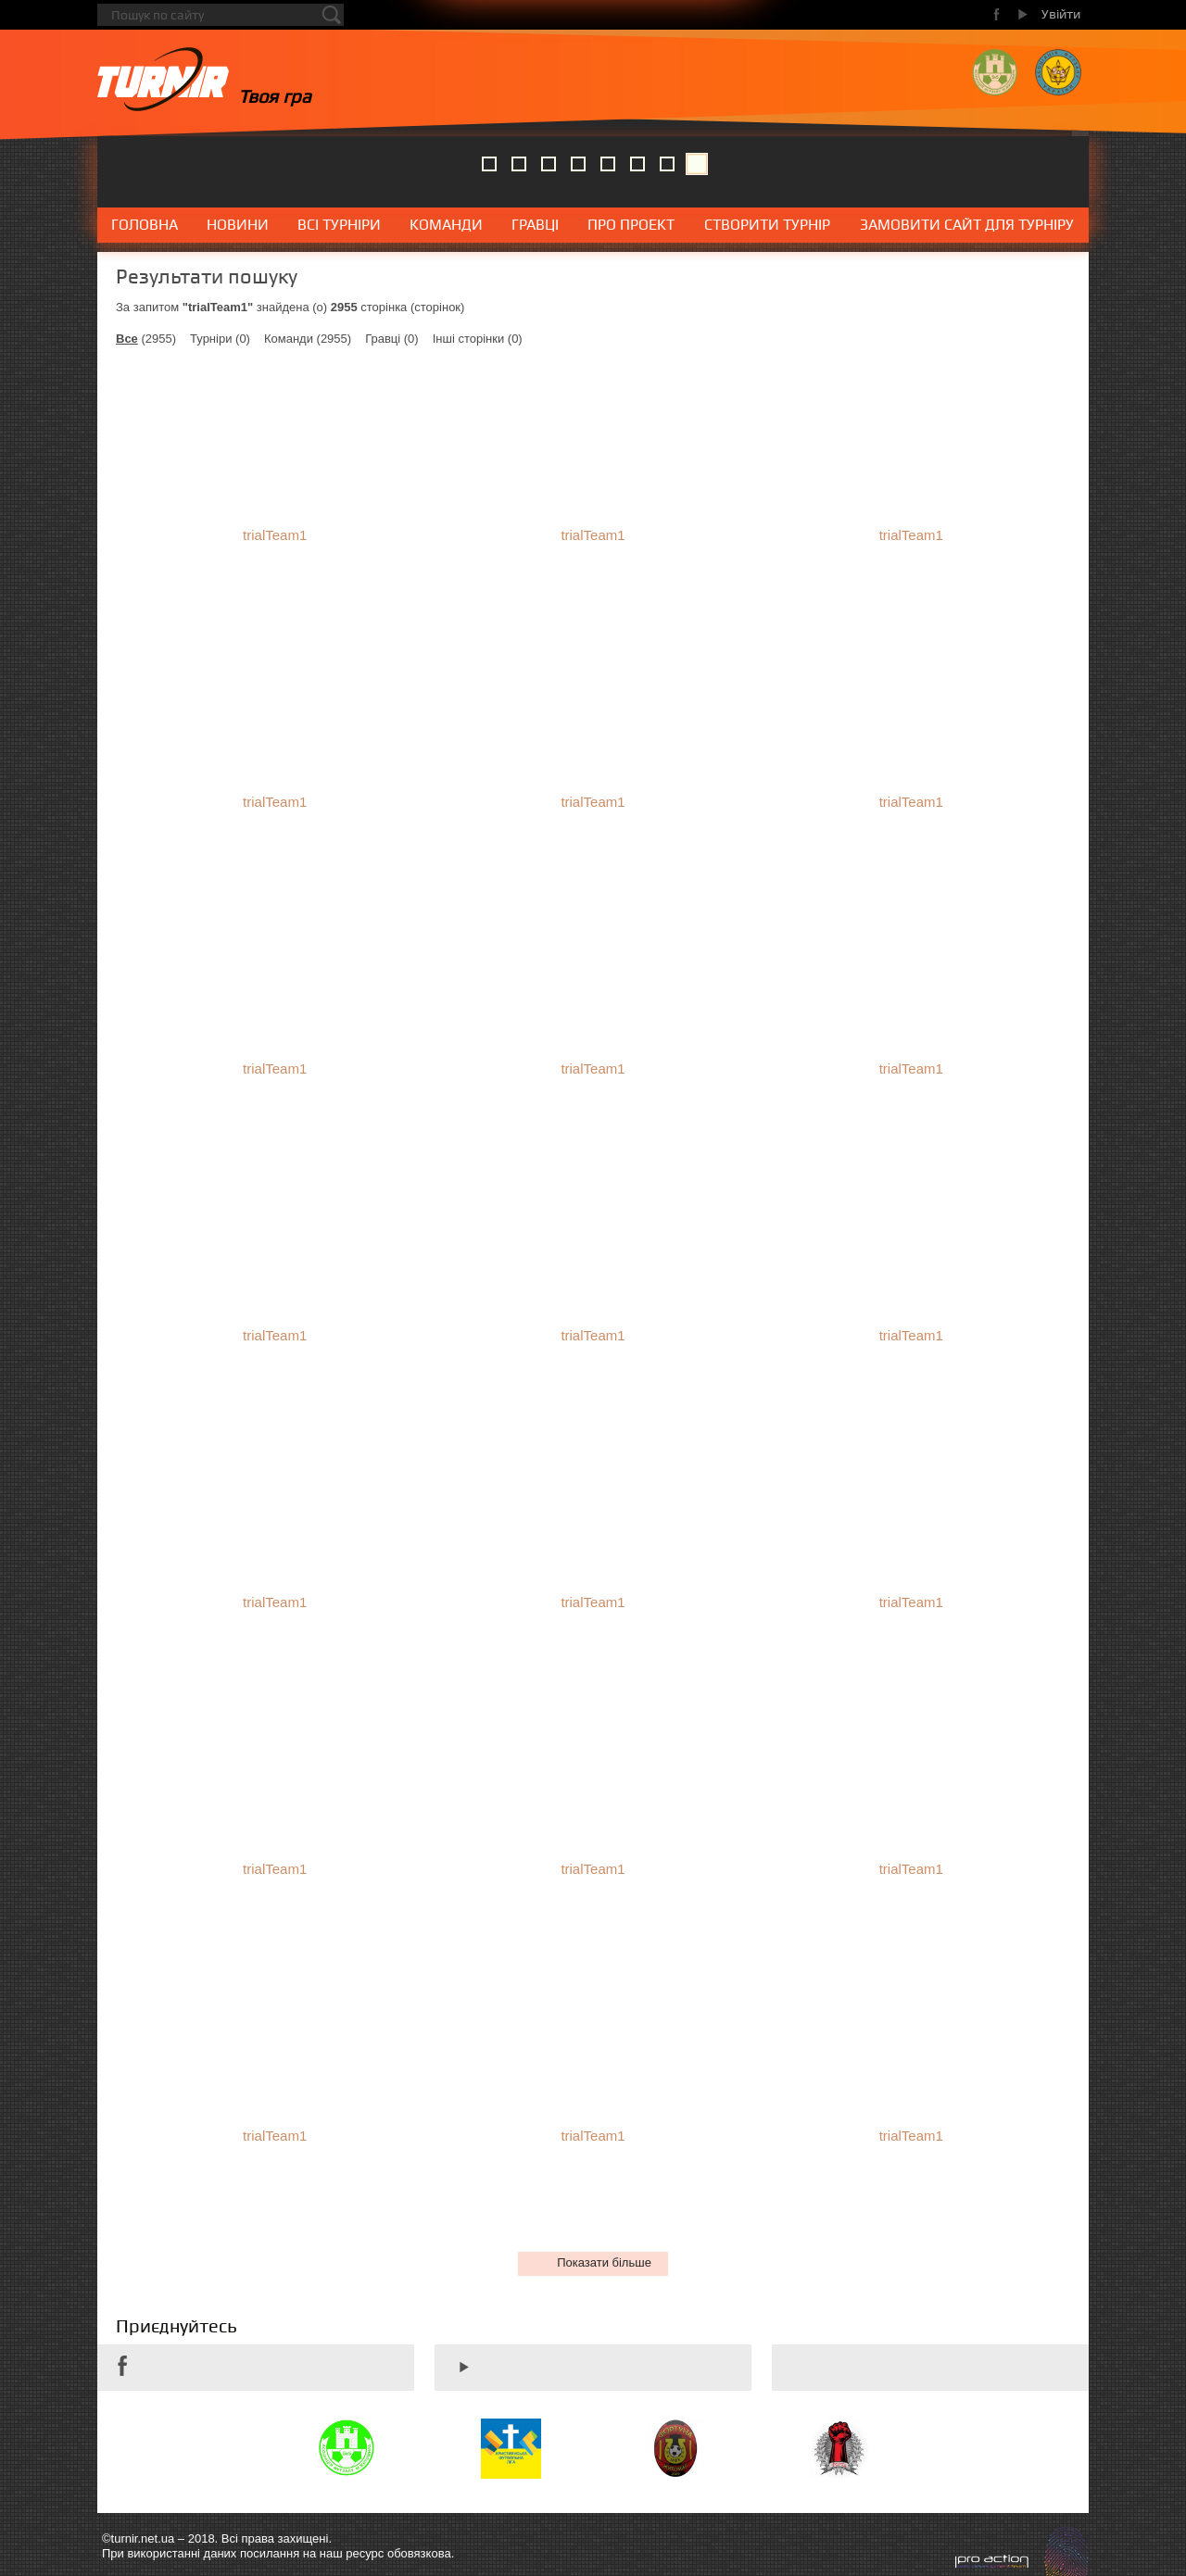 Пошук по сайту
Увійти
TURNIR
Твоя гра
ГОЛОВНА НОВИНИ ВСІ ТУРНІРИ КОМАНДИ ГРАВЦІ ПРО ПРОЕКТ СТВОРИТИ ТУРНІР ЗАМОВИТИ САЙТ ДЛЯ ТУРНІРУ
Результати пошуку
За запитом "trialTeam1" знайдена (о) 2955 сторінка (сторінок)
Все (2955) Турніри (0) Команди (2955) Гравці (0) Інші сторінки (0)
trialTeam1 trialTeam1 trialTeam1
trialTeam1 trialTeam1 trialTeam1
trialTeam1 trialTeam1 trialTeam1
trialTeam1 trialTeam1 trialTeam1
trialTeam1 trialTeam1 trialTeam1
trialTeam1 trialTeam1 trialTeam1
trialTeam1 trialTeam1 trialTeam1
Показати більше
Приєднуйтесь
©turnir.net.ua – 2018. Всі права захищені.
При використанні даних посилання на наш ресурс обовязкова.
pro action